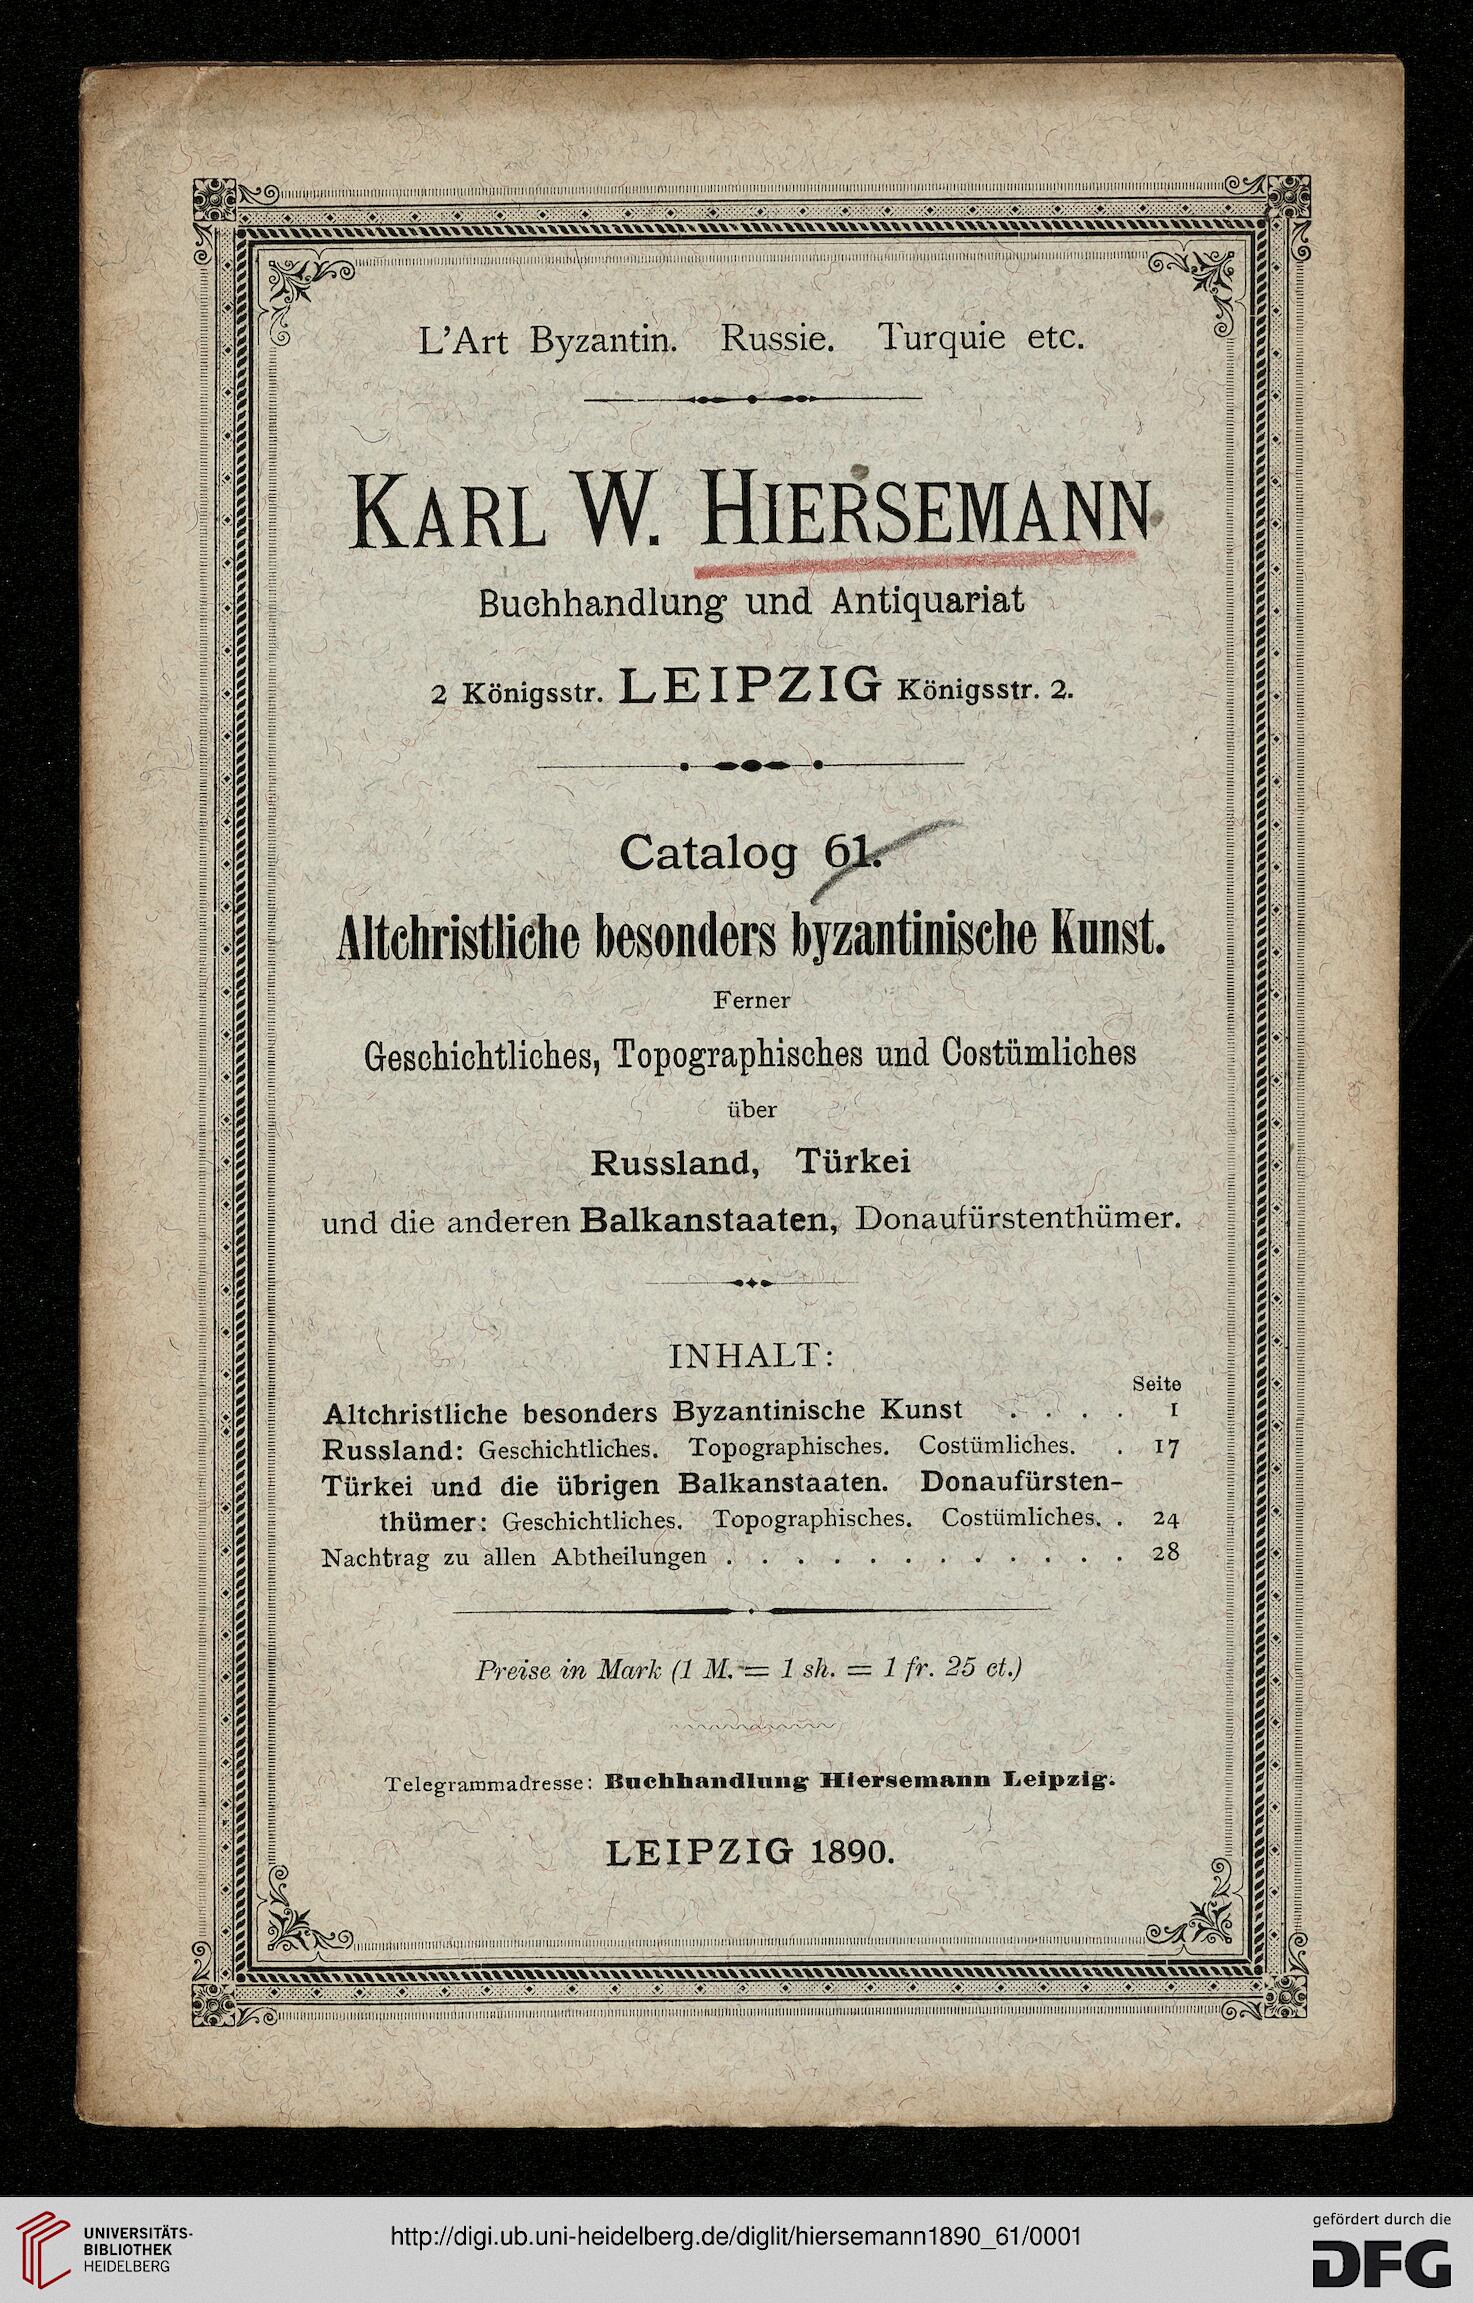 L'Art Byzantin. Russie. Turquie etc.
KARL W. HIERSEMANN
Buchhandlung und Antiquariat
2 Königsstr. LEIPZIG Königsstr. 2.
Catalog 61.
Altchristliche besonders byzantinische Kunst.
Ferner
Geschichtliches, Topographisches und Costümliches
über
Russland, Türkei
und die anderen Balkanstaaten, Donaufürstenthümer.
INHALT:
Seite
Altchristliche besonders Byzantinische Kunst . . . . 1
Russland: Geschichtliches. Topographisches. Costümliches. . 17
Türkei und die übrigen Balkanstaaten. Donaufürsten-
thümer: Geschichtliches. Topographisches. Costümliches. . 24
Nachtrag zu allen Abtheilungen . . . . . . . . . . . . 28
Preise in Mark (1 M. = 1 sh. = 1 fr. 25 ct.)
Telegrammadresse: Buchhandlung Hiersemann Leipzig.
LEIPZIG 1890.
UNIVERSITÄTS-
BIBLIOTHEK
HEIDELBERG
http://digi.ub.uni-heidelberg.de/diglit/hiersemann1890_61/0001
gefördert durch die
DFG